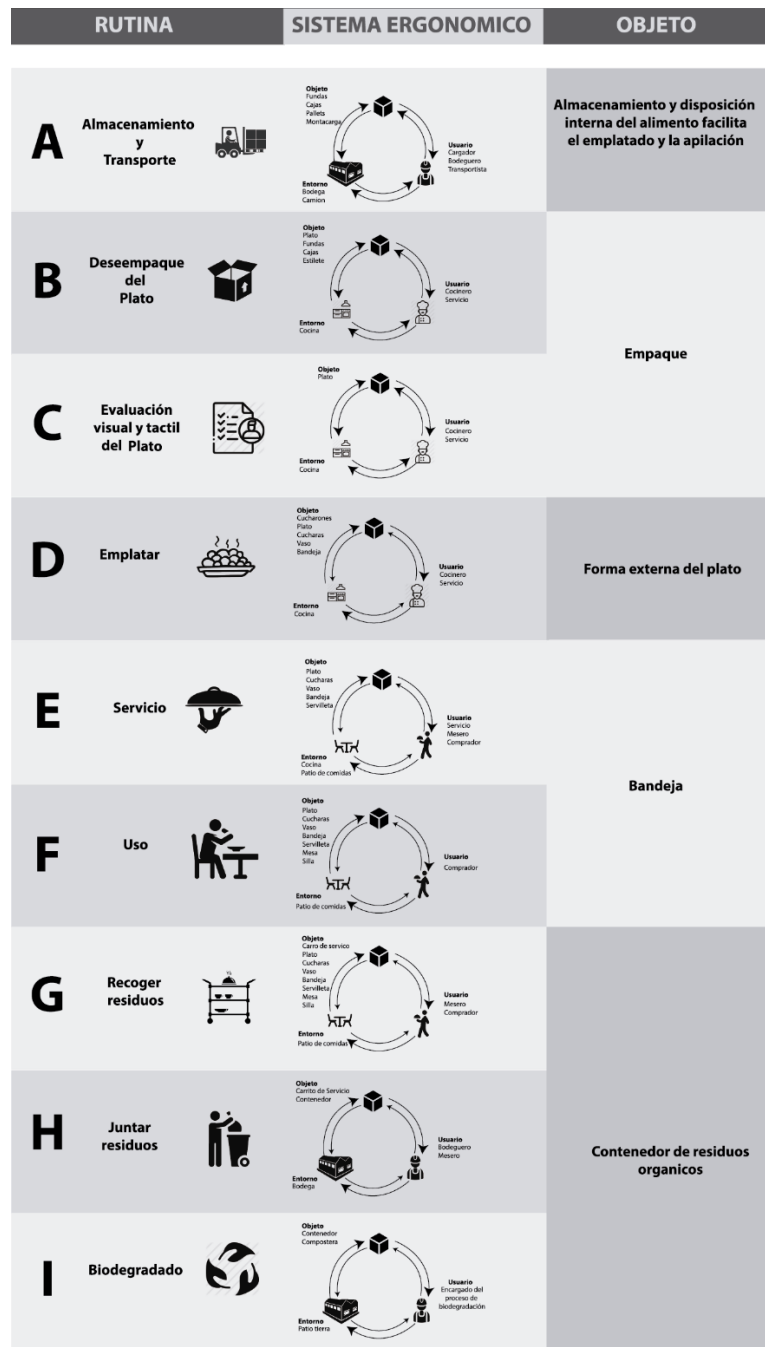 RUTINA
SISTEMA ERGONOMICO
OBJETO
A
Almacenamiento
y
Transporte
Objeto
Fundas
Cajas
Pallets
Montacarga
Usuario
Cargador
Bodeguero
Transportista
Entorno
Bodega
Camion
Almacenamiento y disposición
interna del alimento facilita
el emplatado y la apilación
B
Deseempaque
del
Plato
Objeto
Plato
Fundas
Cajas
Estilete
Usuario
Cocinero
Servicio
Entorno
Cocina
Empaque
C
Evaluación
visual y tactil
del Plato
Objeto
Plato
Usuario
Cocinero
Servicio
Entorno
Cocina
D
Emplatar
Objeto
Cucharones
Plato
Cucharas
Vaso
Bandeja
Usuario
Cocinero
Servicio
Entorno
Cocina
Forma externa del plato
E
Servicio
Objeto
Plato
Cucharas
Vaso
Bandeja
Servilleta
Usuario
Servicio
Mesero
Comprador
Entorno
Cocina
Patio de comidas
Bandeja
F
Uso
Objeto
Plato
Cucharas
Vaso
Bandeja
Servilleta
Mesa
Silla
Usuario
Comprador
Entorno
Patio de comidas
G
Recoger
residuos
Objeto
Carro de servico
Plato
Cucharas
Vaso
Bandeja
Servilleta
Mesa
Silla
Usuario
Mesero
Comprador
Entorno
Patio de comidas
H
Juntar
residuos
Objeto
Carrito de Servicio
Contenedor
Usuario
Bodeguero
Mesero
Entorno
Bodega
Contenedor de residuos
organicos
I
Biodegradado
Objeto
Contenedor
Compostera
Usuario
Encargado del
proceso de
biodegradación
Entorno
Patio tierra